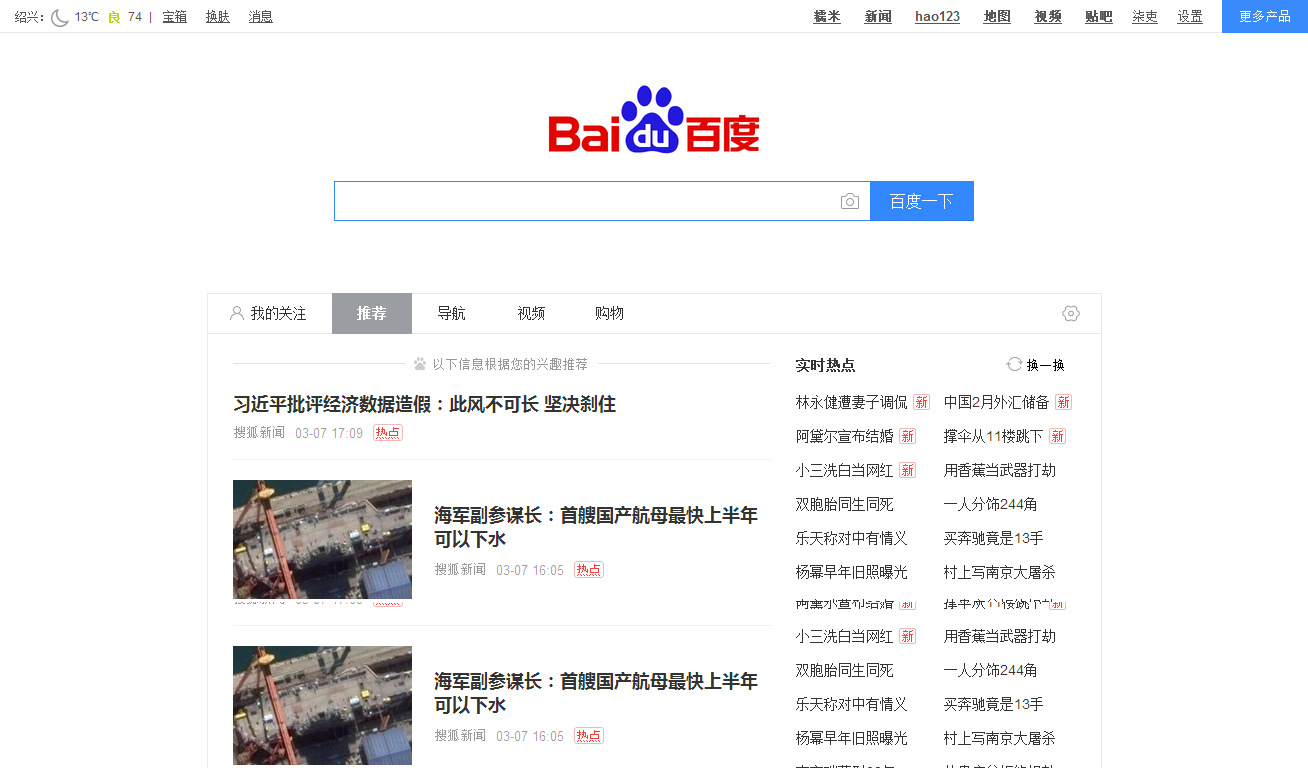 绍兴： 13℃ 良 74 | 宝箱 换肤 消息
糯米 新闻 hao123 地图 视频 贴吧 柒吏 设置 更多产品
Bai du 百度
百度一下
我的关注 推荐 导航 视频 购物
以下信息根据您的兴趣推荐
习近平批评经济数据造假：此风不可长 坚决刹住
搜狐新闻 03-07 17:09 热点
海军副参谋长：首艘国产航母最快上半年
可以下水
搜狐新闻 03-07 16:05 热点
海军副参谋长：首艘国产航母最快上半年
可以下水
搜狐新闻 03-07 16:05 热点
实时热点 换一换
林永健遭妻子调侃 新 中国2月外汇储备 新
阿黛尔宣布结婚 新 撑伞从11楼跳下 新
小三洗白当网红 新 用香蕉当武器打劫
双胞胎同生同死 一人分饰244角
乐天称对中有情义 买奔驰竟是13手
杨幂早年旧照曝光 村上写南京大屠杀
小三洗白当网红 新 用香蕉当武器打劫
双胞胎同生同死 一人分饰244角
乐天称对中有情义 买奔驰竟是13手
杨幂早年旧照曝光 村上写南京大屠杀